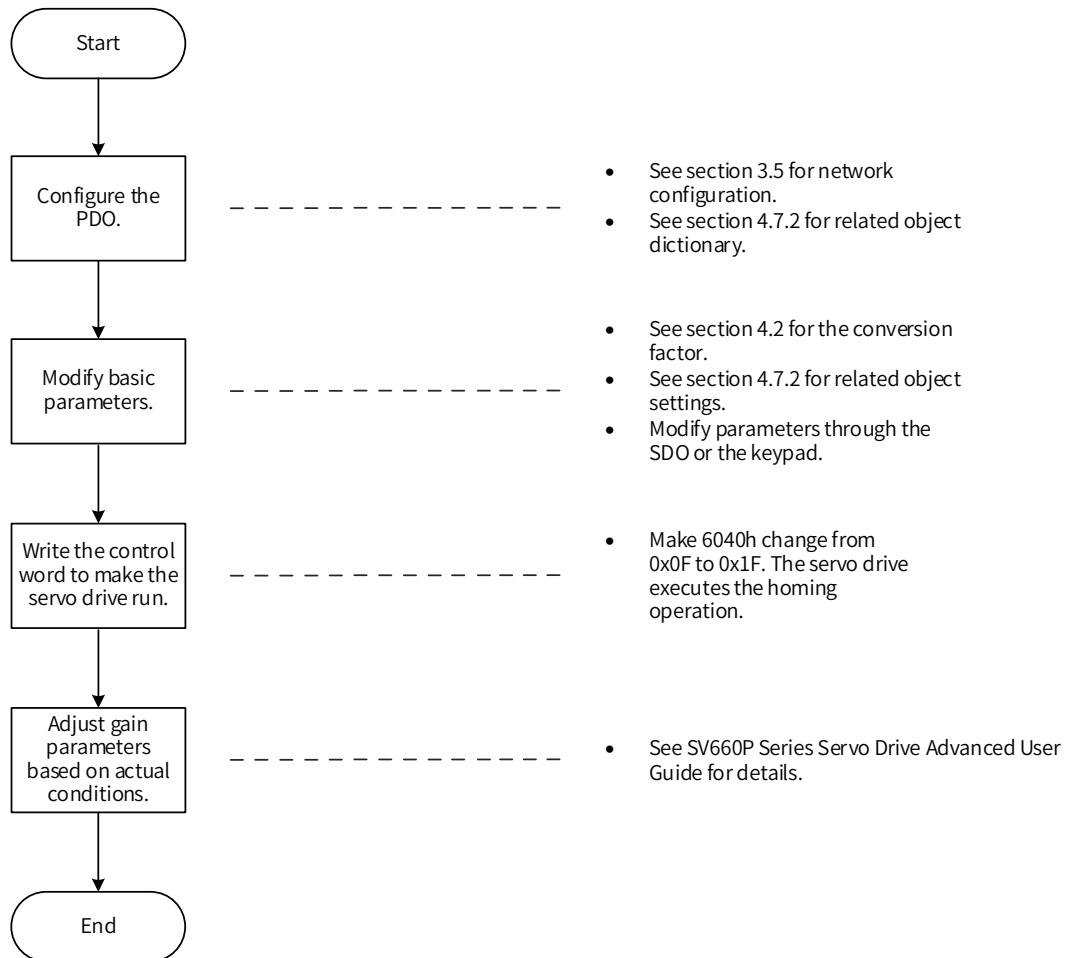 Start
Configure the
PDO.
• See section 3.5 for network
configuration.
• See section 4.7.2 for related object
dictionary.
Modify basic
parameters.
• See section 4.2 for the conversion
factor.
• See section 4.7.2 for related object
settings.
• Modify parameters through the
SDO or the keypad.
Write the control
word to make the
servo drive run.
• Make 6040h change from
0x0F to 0x1F. The servo drive
executes the homing
operation.
Adjust gain
parameters
based on actual
conditions.
• See SV660P Series Servo Drive Advanced User
Guide for details.
End